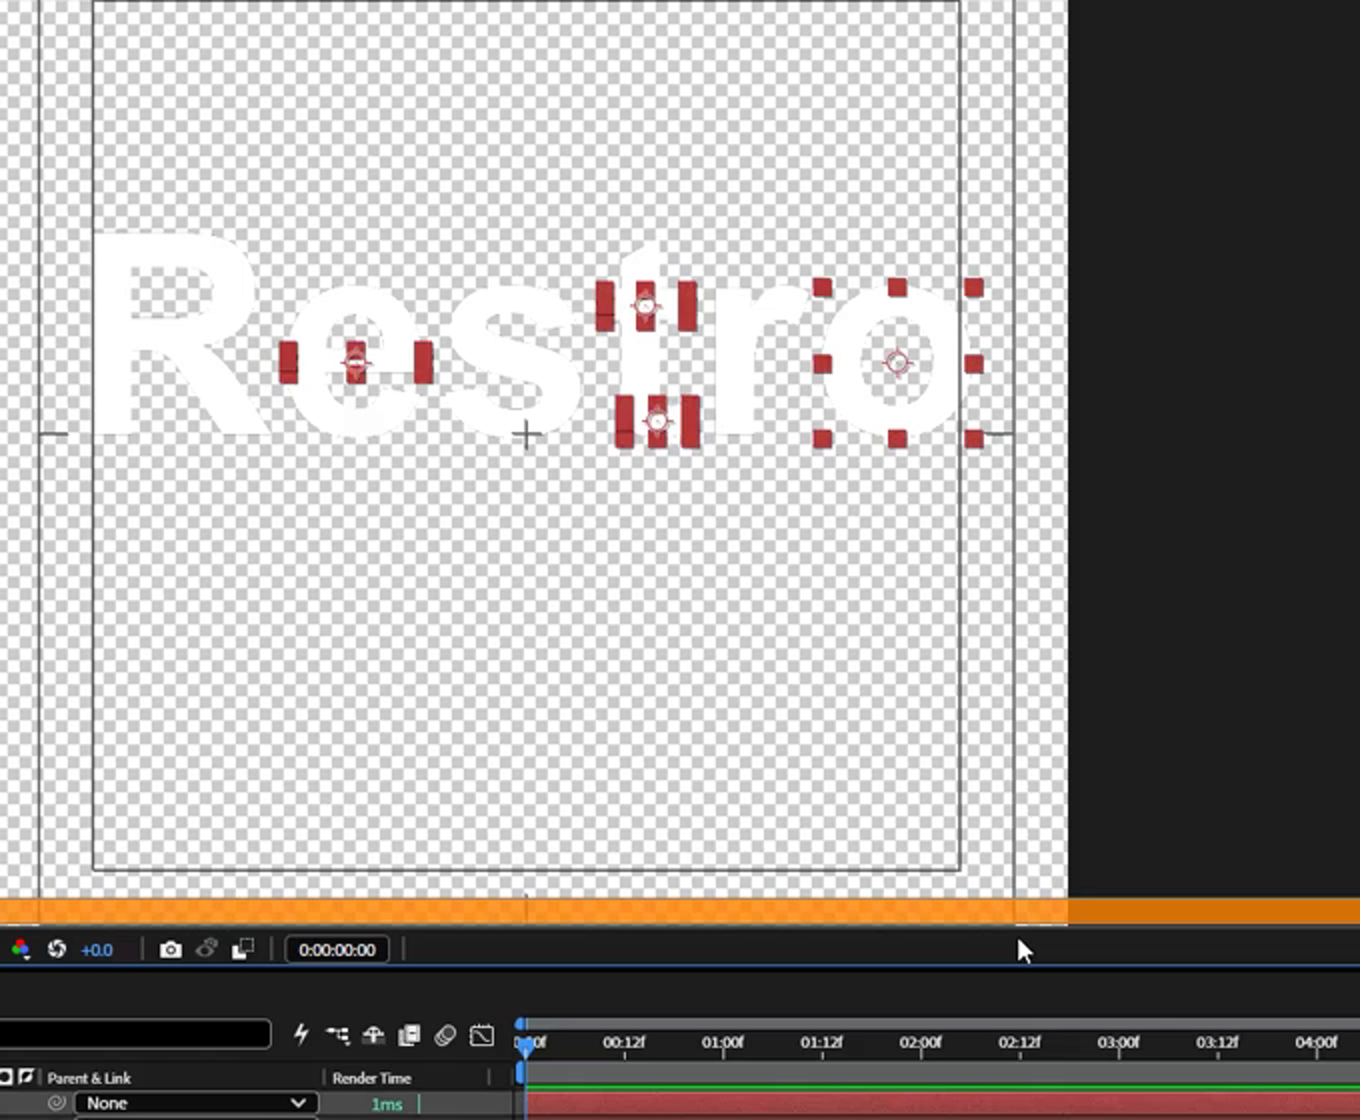 Restro
+0.0
0:00:00:00
00:12f 01:00f 01:12f 02:00f 02:12f 03:00f 03:12f 04:00f
Parent & Link Render Time
None 1ms